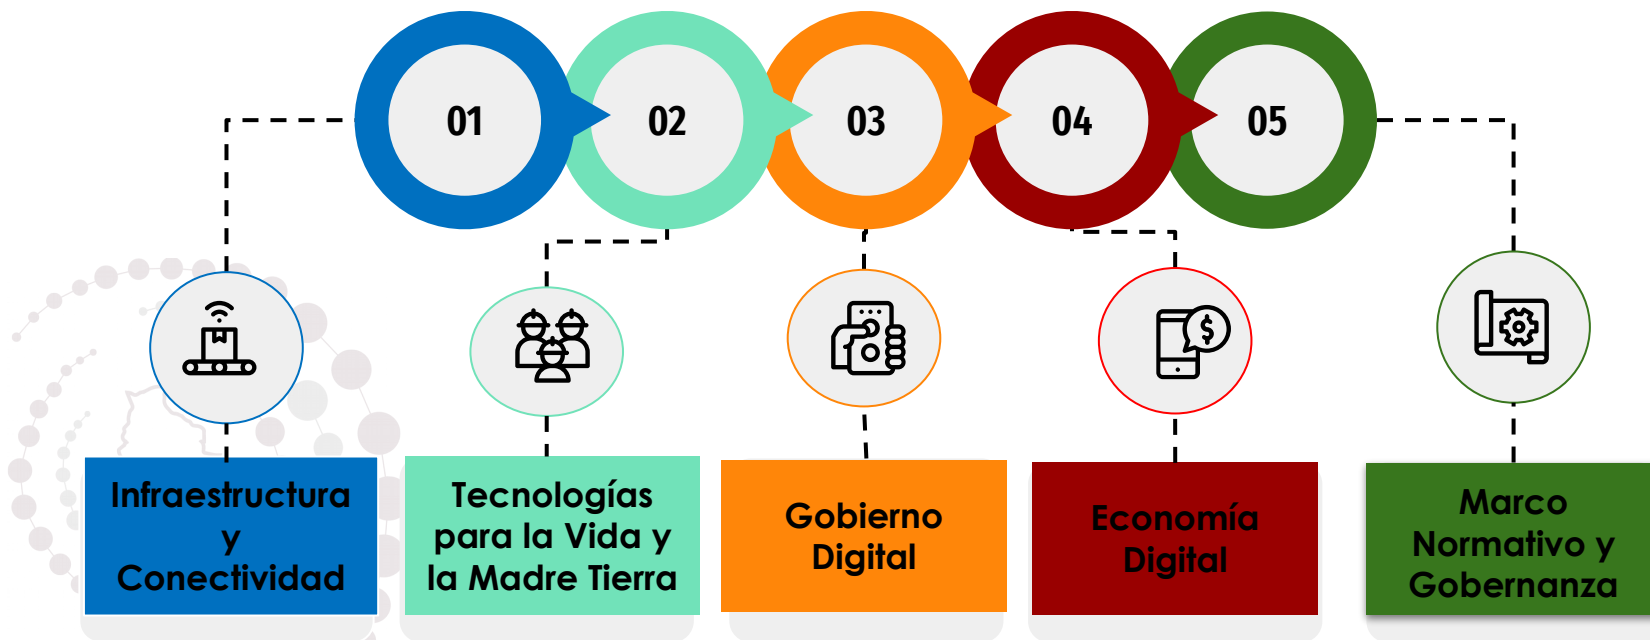 01
02
03
04
05
$
Infraestructura
y
Conectividad
Tecnologías
para la Vida y
la Madre Tierra
Gobierno
Digital
Economía
Digital
Marco
Normativo y
Gobernanza